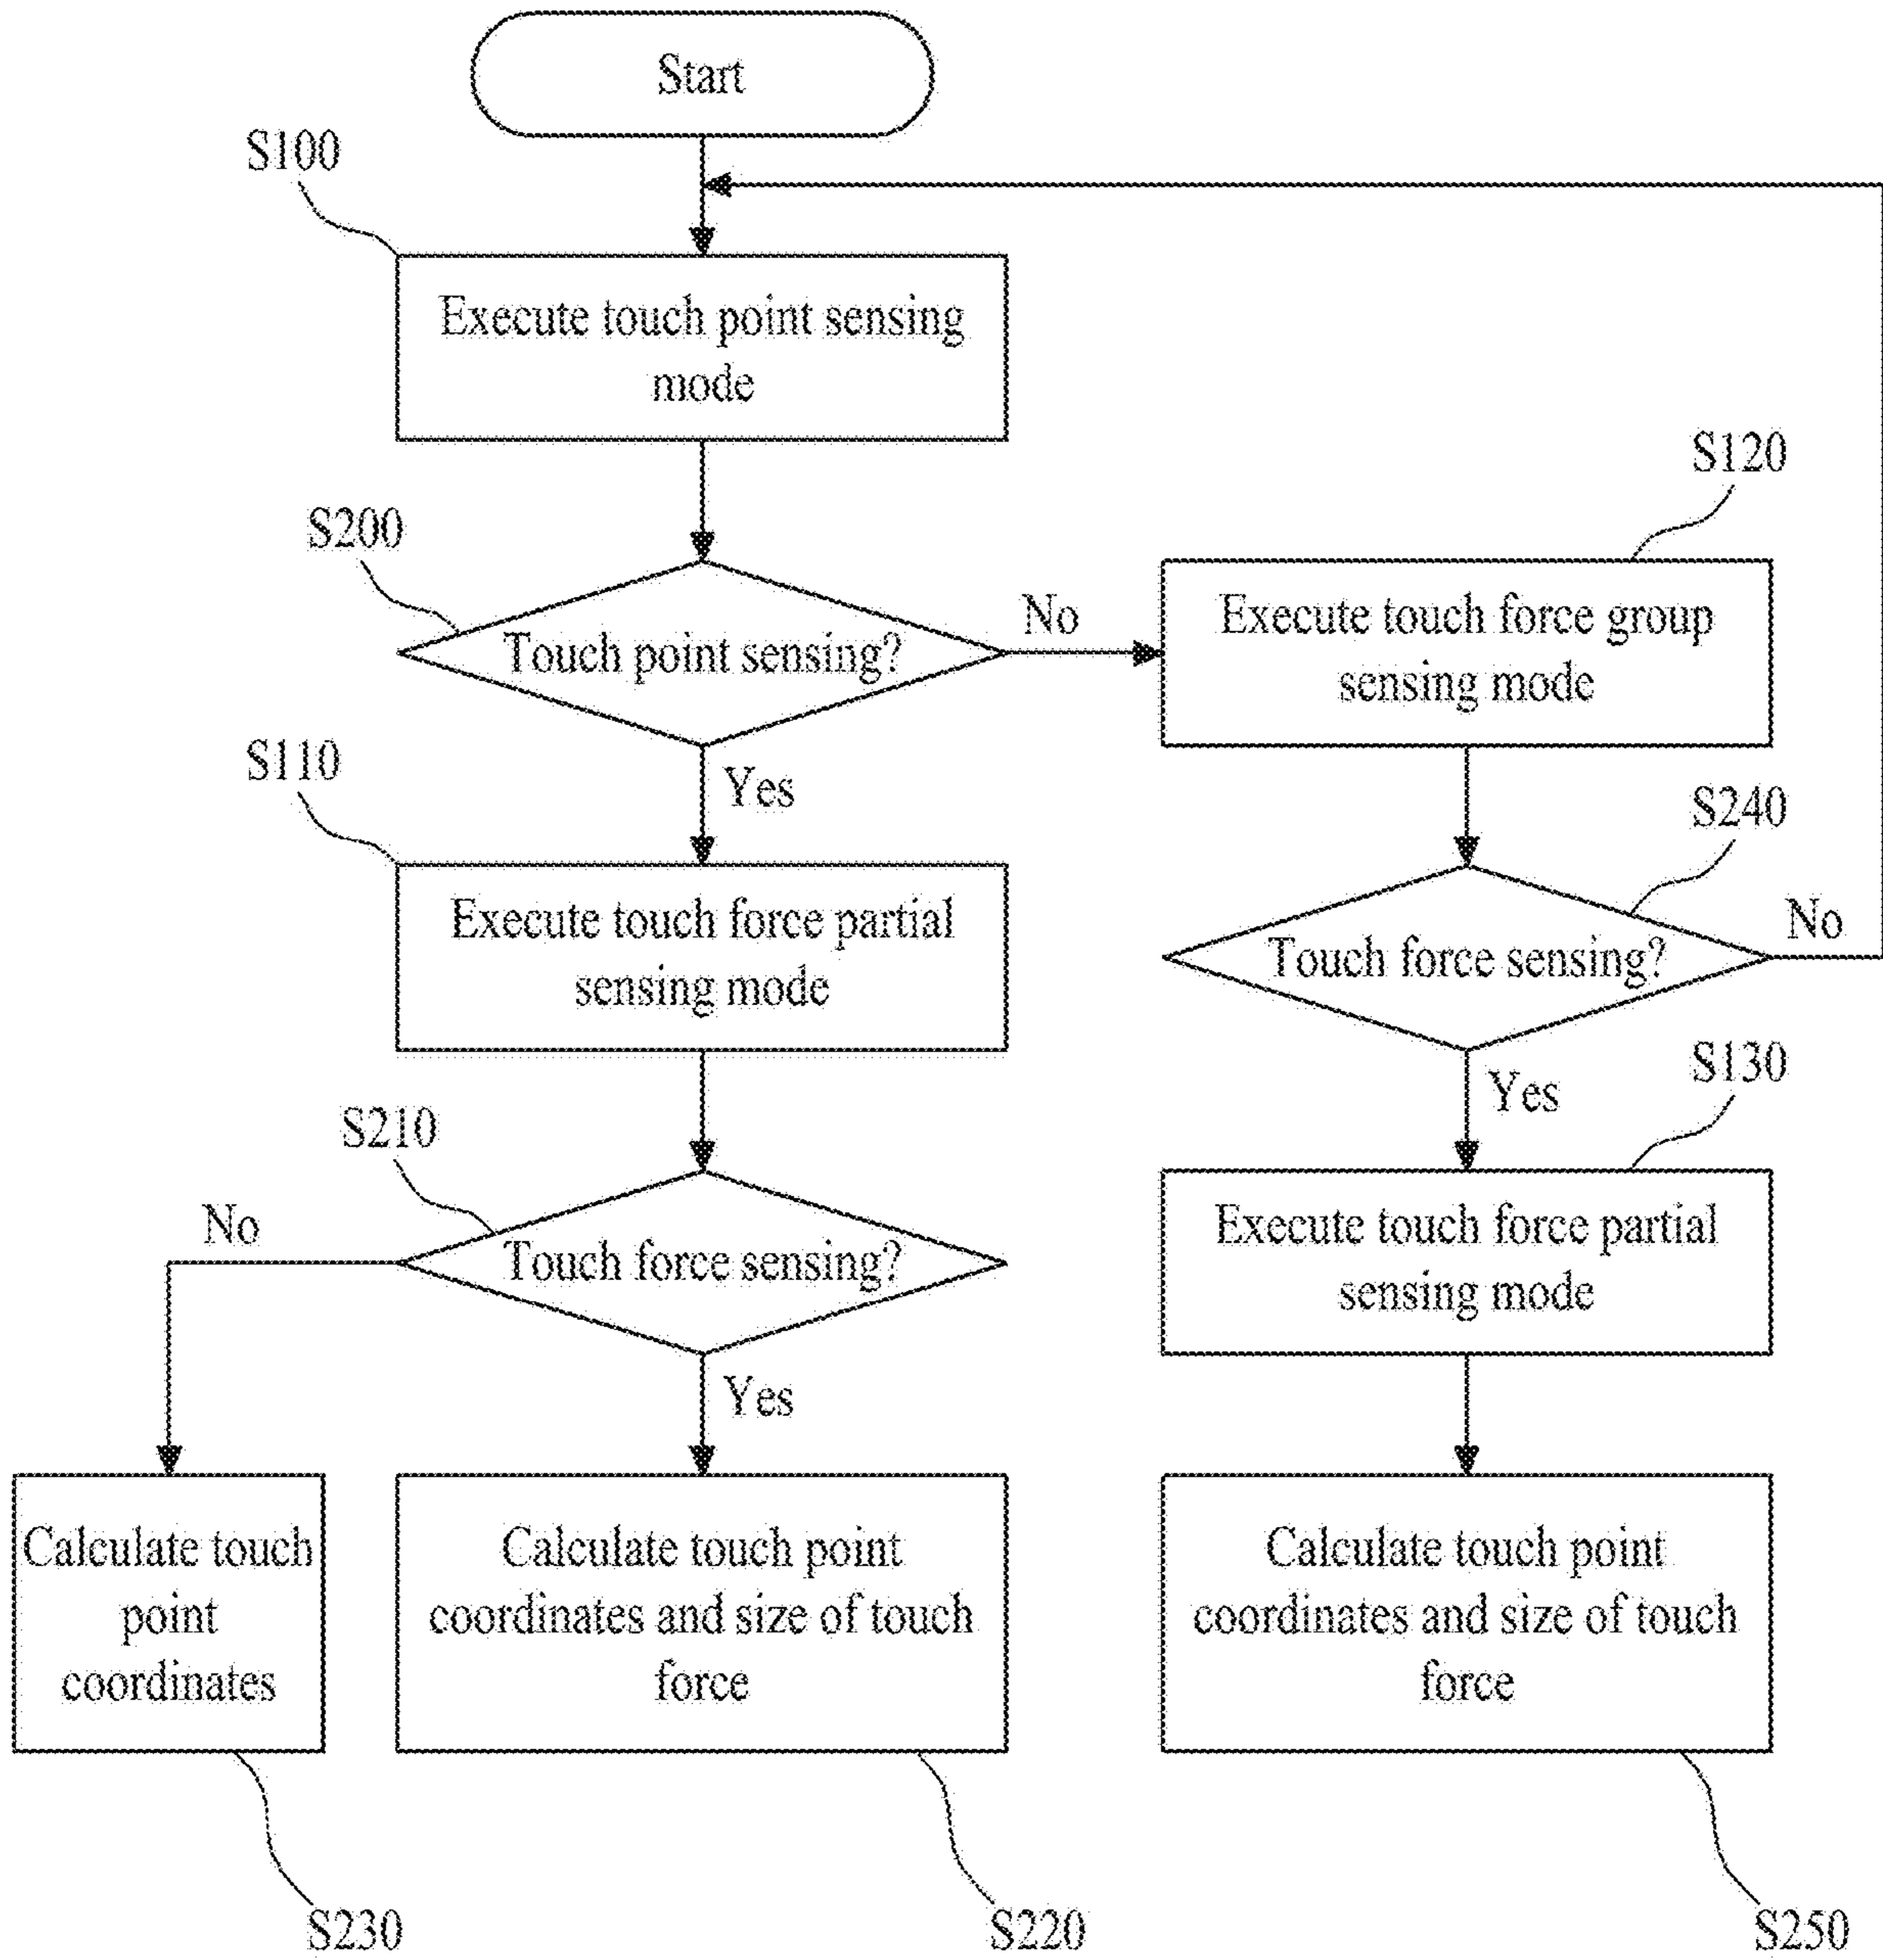 Start
S100
Execute touch point sensing
mode
S120
S200
Touch point sensing?
No
Execute touch force group
sensing mode
Yes
S110
S240
Execute touch force partial
sensing mode
Touch force sensing?
No
Yes
S130
S210
No
Touch force sensing?
Execute touch force partial
sensing mode
Yes
Calculate touch
point
coordinates
Calculate touch point
coordinates and size of touch
force
Calculate touch point
coordinates and size of touch
force
S230
S220
S250